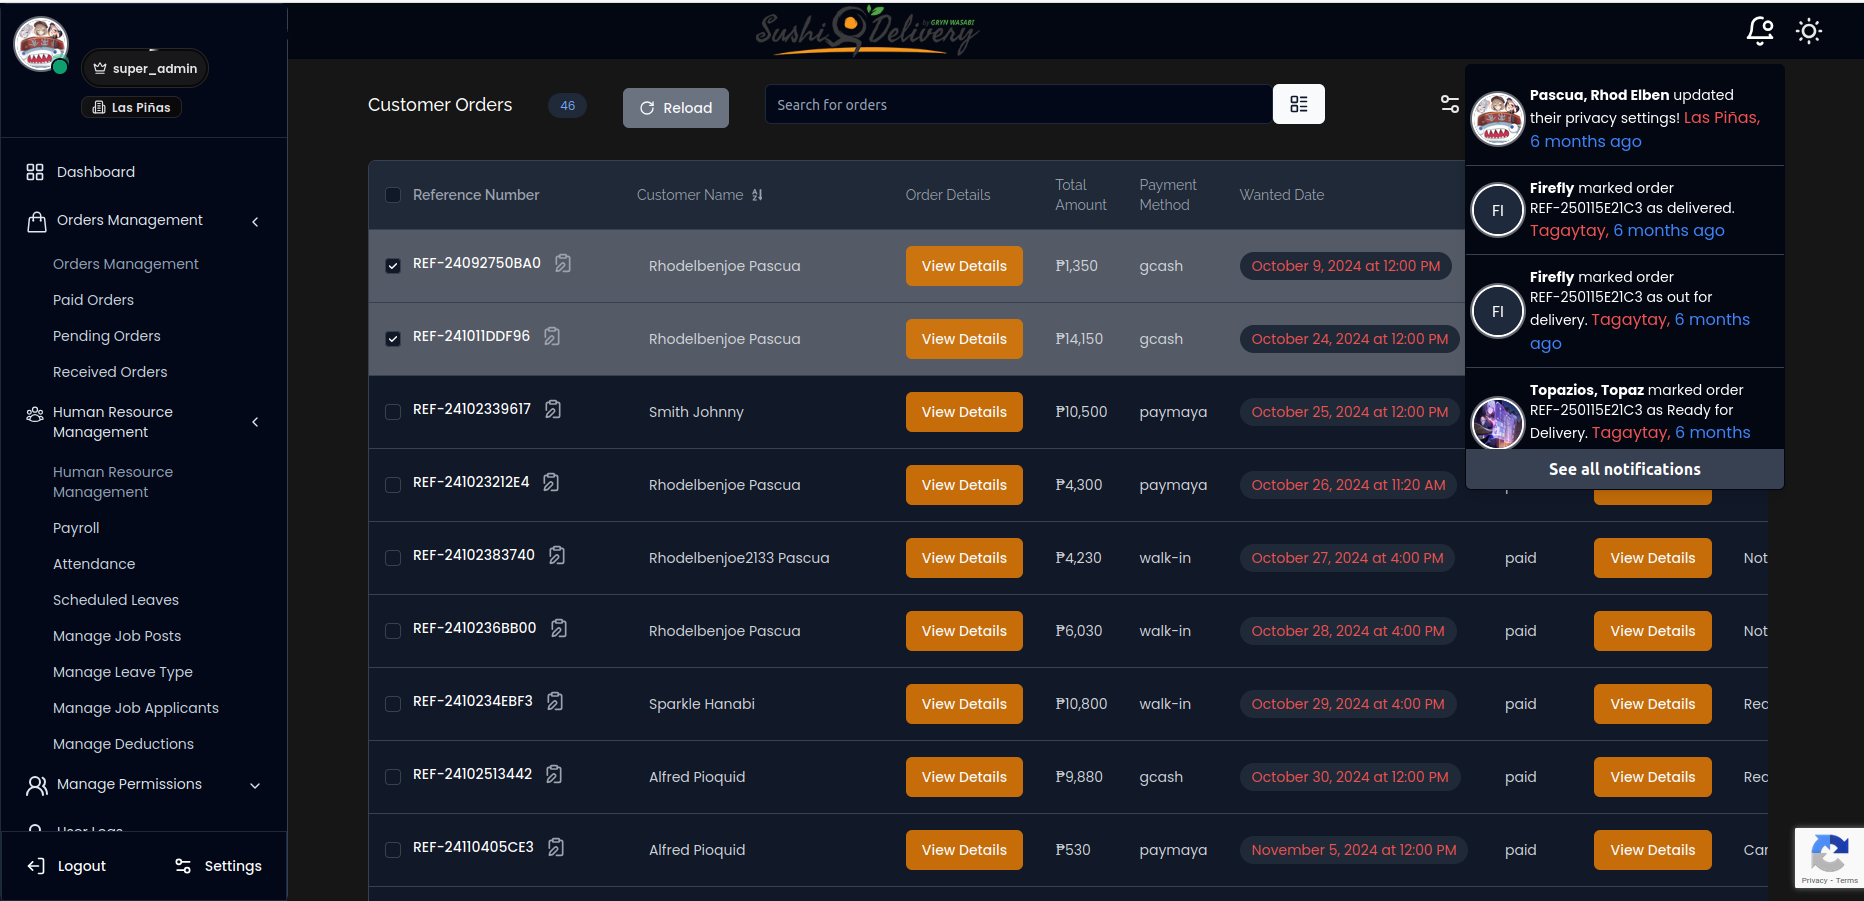 super_admin
Las Piñas
Dashboard
Orders Management
Orders Management
Paid Orders
Pending Orders
Received Orders
Human Resource
Management
Human Resource
Management
Payroll
Attendance
Scheduled Leaves
Manage Job Posts
Manage Leave Type
Manage Job Applicants
Manage Deductions
Manage Permissions
User Logs
Logout
Settings
Sushi Delivery
by GRYN WASABI
Customer Orders
46
Reload
Search for orders
Reference Number Customer Name Order Details Total Amount Payment Method Wanted Date
REF-24092750BA0 Rhodelbenjoe Pascua View Details ₱1,350 gcash October 9, 2024 at 12:00 PM
REF-241011DDF96 Rhodelbenjoe Pascua View Details ₱14,150 gcash October 24, 2024 at 12:00 PM
REF-24102339617 Smith Johnny View Details ₱10,500 paymaya October 25, 2024 at 12:00 PM
REF-241023212E4 Rhodelbenjoe Pascua View Details ₱4,300 paymaya October 26, 2024 at 11:20 AM
REF-24102383740 Rhodelbenjoe2133 Pascua View Details ₱4,230 walk-in October 27, 2024 at 4:00 PM paid View Details Not
REF-2410236BB00 Rhodelbenjoe Pascua View Details ₱6,030 walk-in October 28, 2024 at 4:00 PM paid View Details Not
REF-2410234EBF3 Sparkle Hanabi View Details ₱10,800 walk-in October 29, 2024 at 4:00 PM paid View Details Rec
REF-24102513442 Alfred Pioquid View Details ₱9,880 gcash October 30, 2024 at 12:00 PM paid View Details Rec
REF-24110405CE3 Alfred Pioquid View Details ₱530 paymaya November 5, 2024 at 12:00 PM paid View Details Can
Pascua, Rhod Elben updated
their privacy settings! Las Piñas,
6 months ago
FI
Firefly marked order
REF-250115E21C3 as delivered.
Tagaytay, 6 months ago
FI
Firefly marked order
REF-250115E21C3 as out for
delivery. Tagaytay, 6 months
ago
Topazios, Topaz marked order
REF-250115E21C3 as Ready for
Delivery. Tagaytay, 6 months
See all notifications
Privacy - Terms